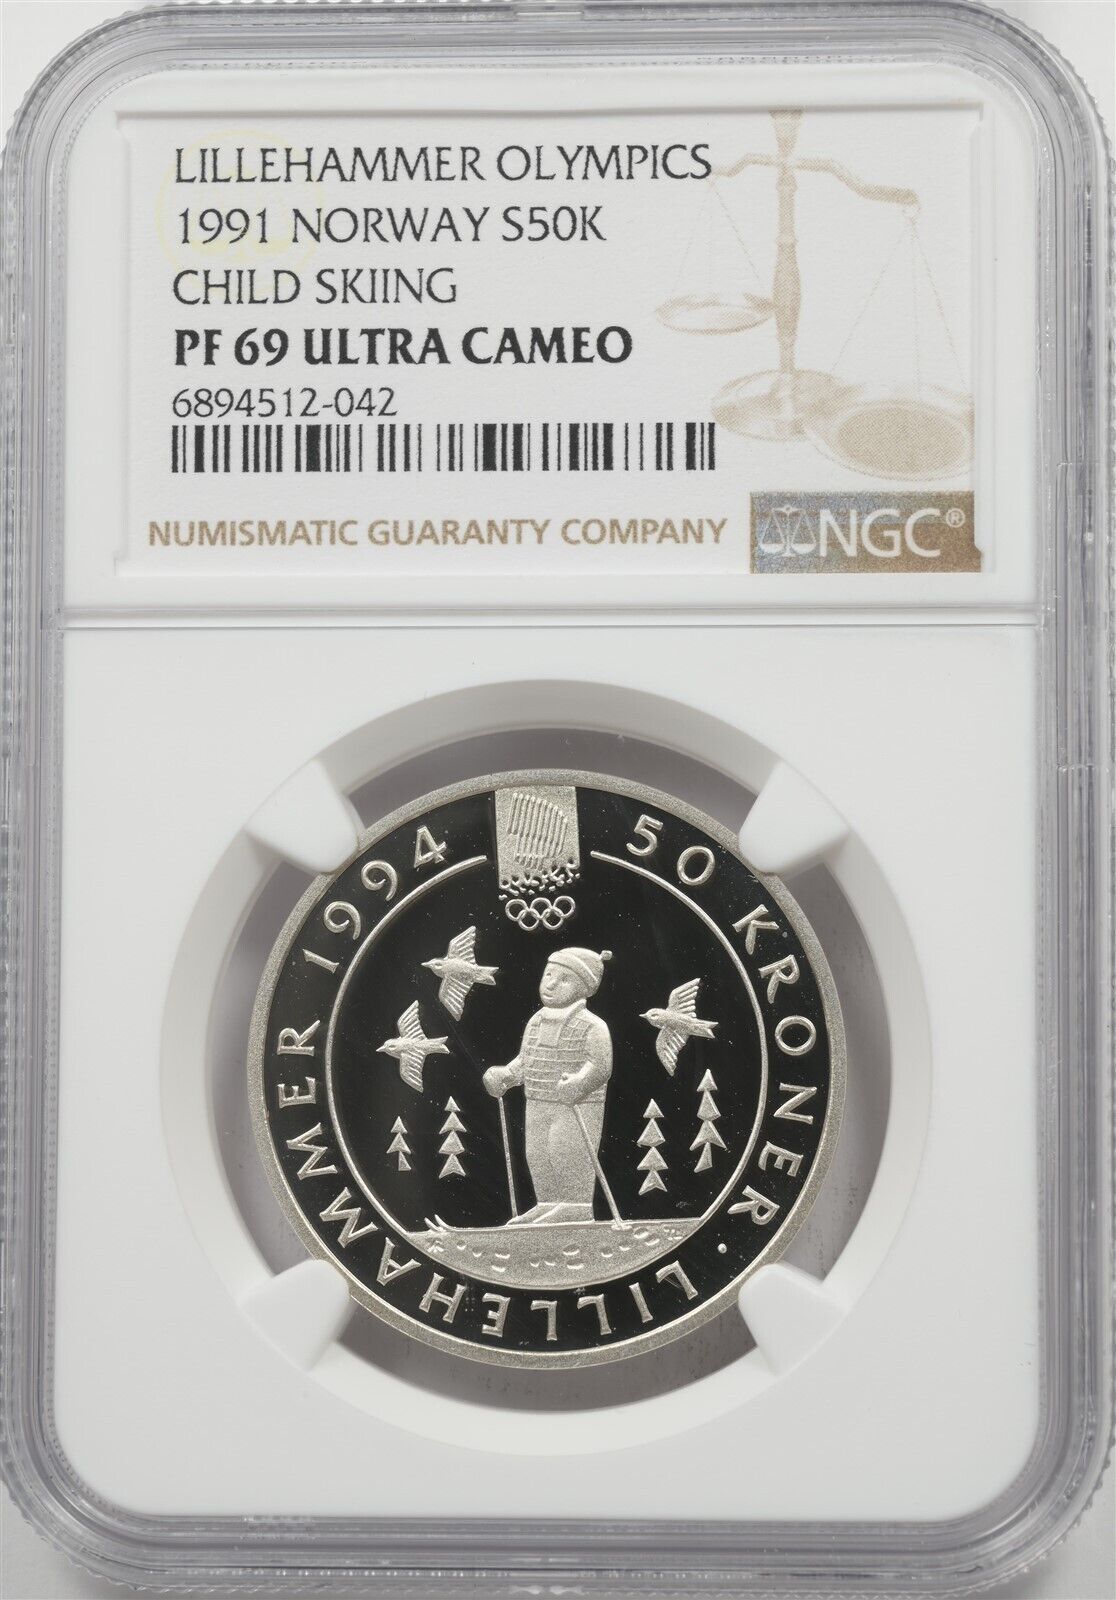 LILLEHAMMER OLYMPICS
1991 NORWAY S50K
CHILD SKIING
PF 69 ULTRA CAMEO
6894512-042
NUMISMATIC GUARANTY COMPANY
NGC®
50 KRONER · LILLEHAMMER 1994